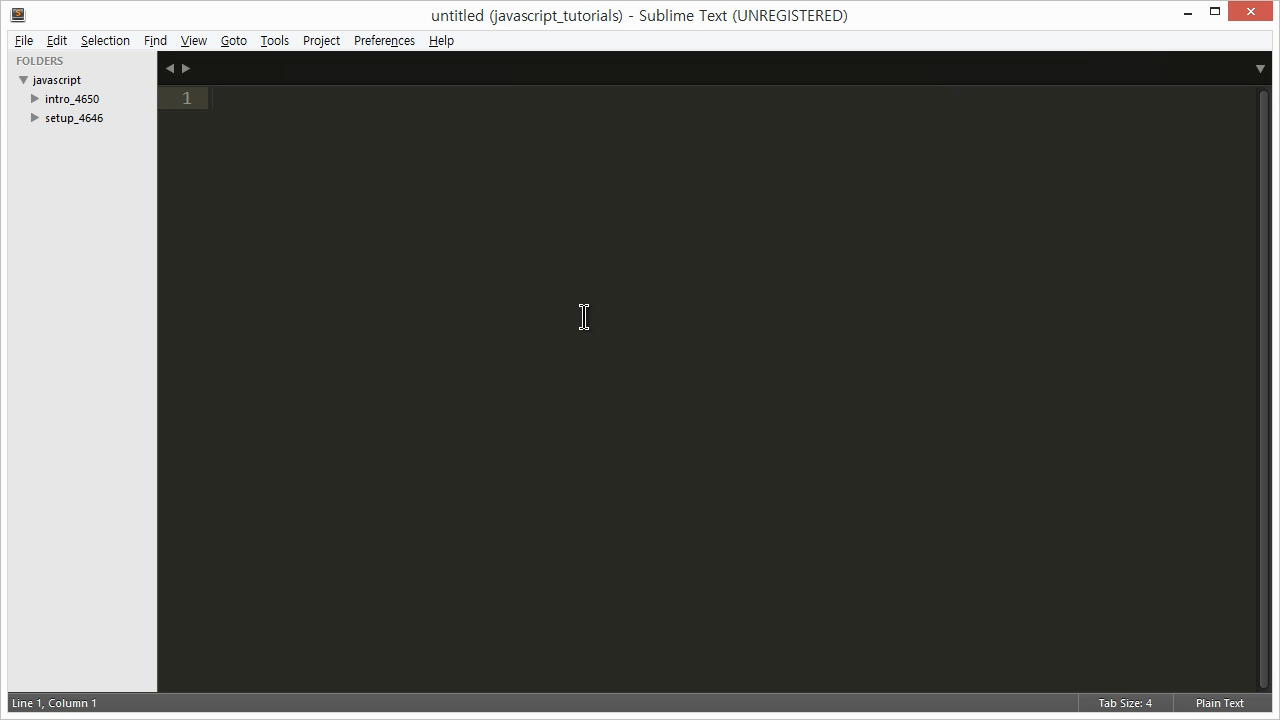 untitled (javascript_tutorials) - Sublime Text (UNREGISTERED)
File Edit Selection Find View Goto Tools Project Preferences Help
FOLDERS
javascript
intro_4650
setup_4646
1
Line 1, Column 1 Tab Size: 4 Plain Text